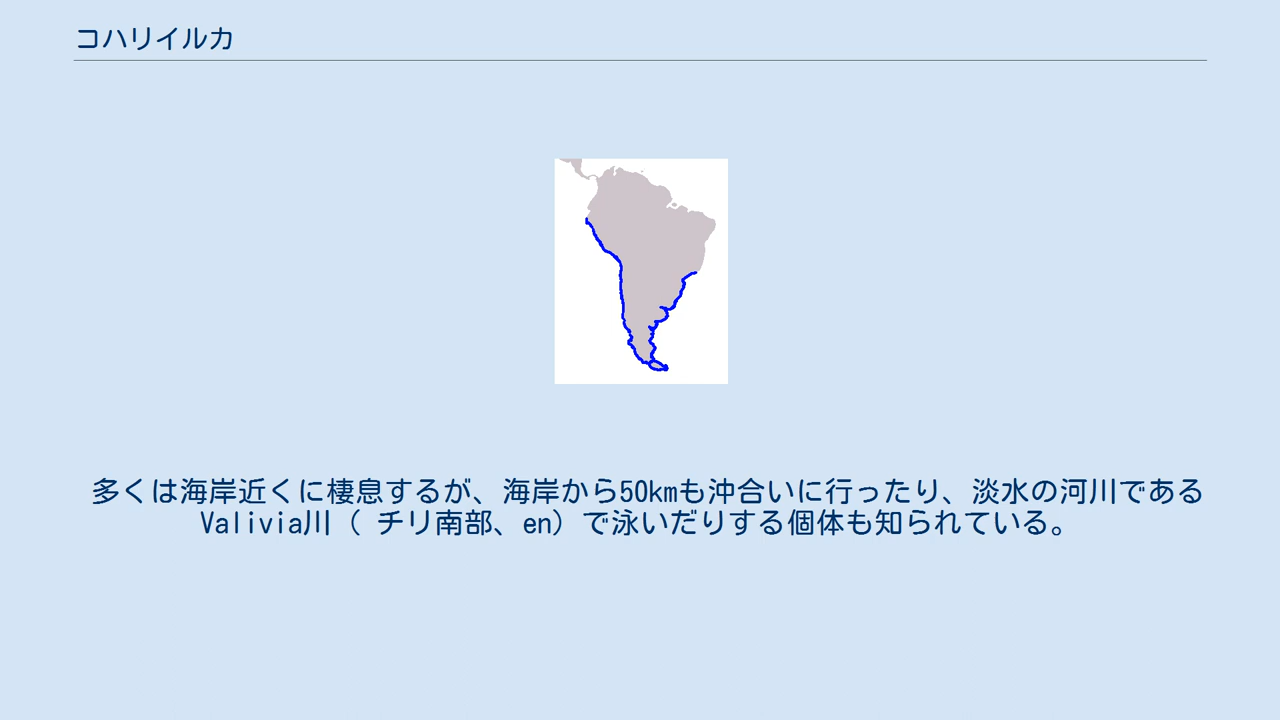 コハリイルカ
多くは海岸近くに棲息するが、海岸から50kmも沖合いに行ったり、淡水の河川である
Valivia川（ チリ南部、en）で泳いだりする個体も知られている。